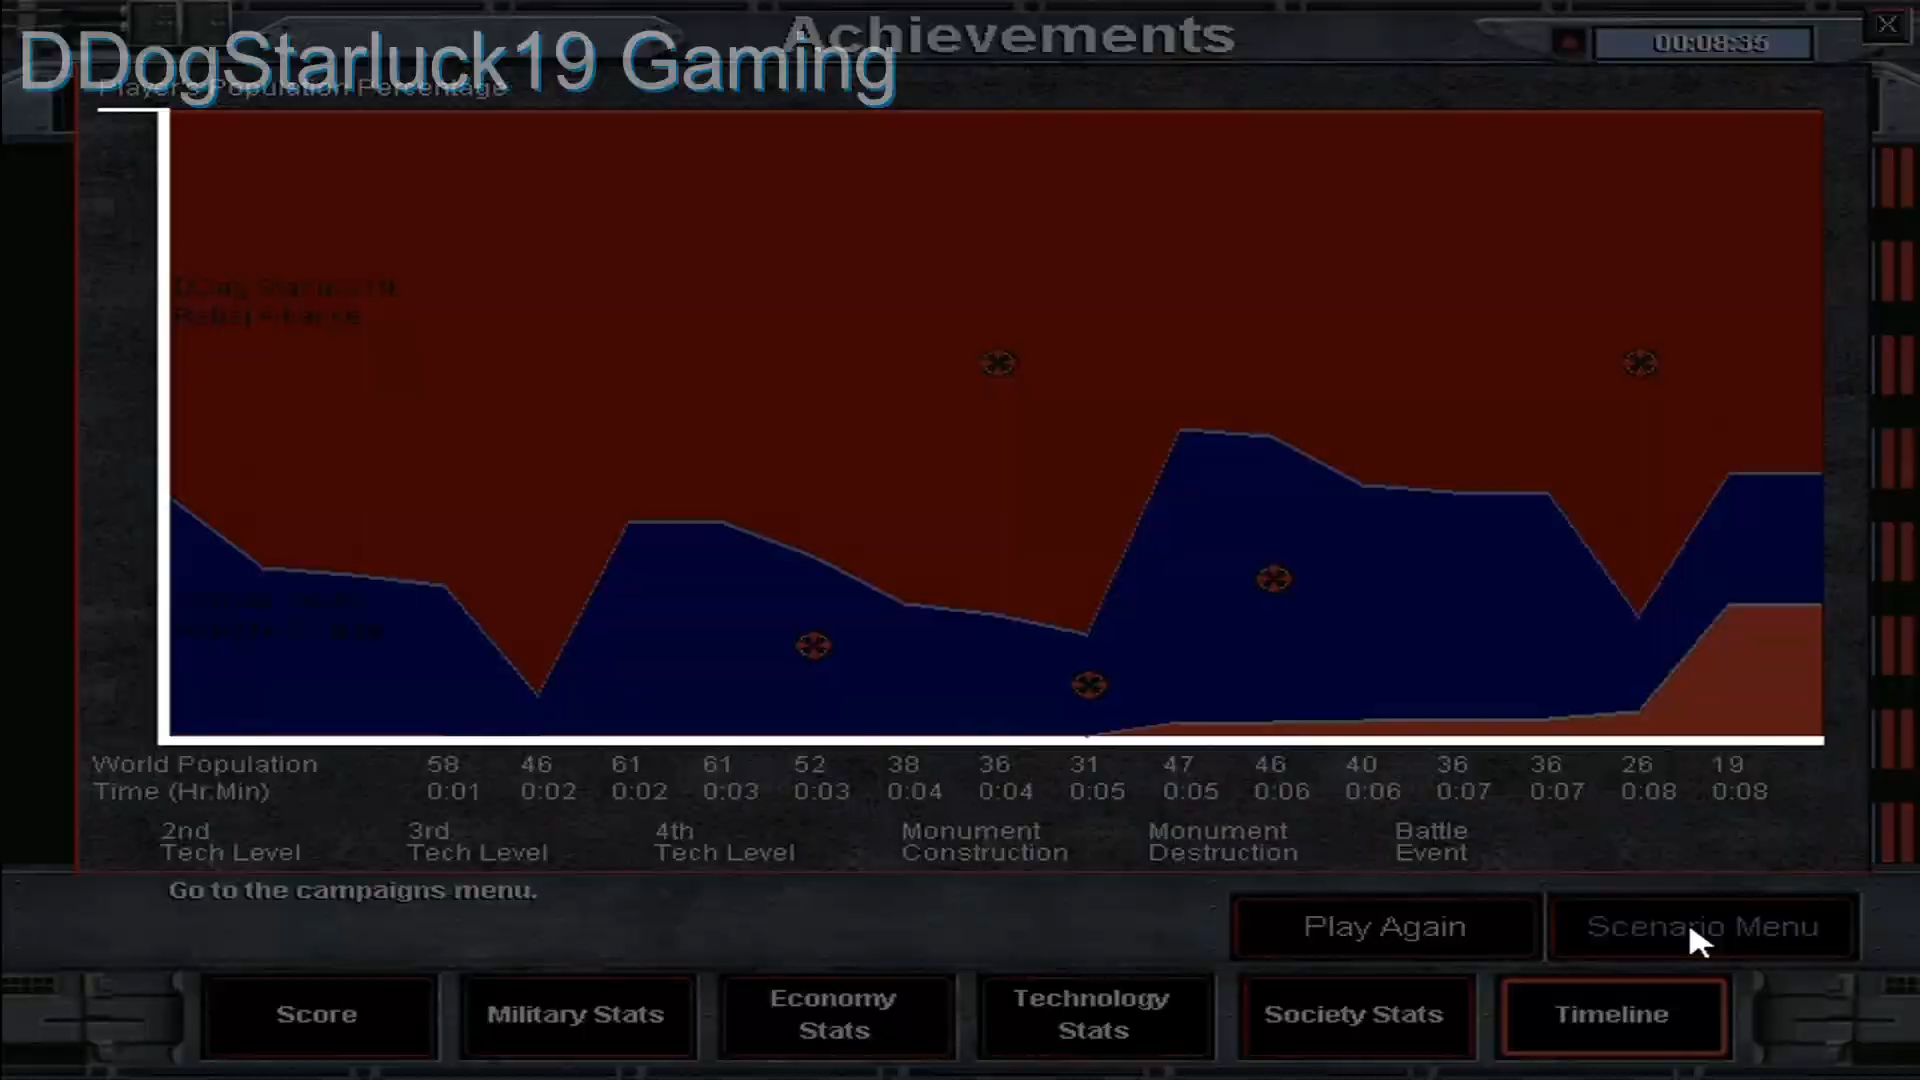 Achievements
DDogStarluck19 Gaming
00:08:35
Player's Population Percentage
World Population 58 46 61 61 52 38 36 31 47 46 40 36 36 26 19
Time (Hr.Min) 0:01 0:02 0:02 0:03 0:03 0:04 0:04 0:05 0:05 0:06 0:06 0:07 0:07 0:08 0:08
2nd
Tech Level
3rd
Tech Level
4th
Tech Level
Monument
Construction
Monument
Destruction
Battle
Event
Go to the campaigns menu.
Play Again
Scenario Menu
Score
Military Stats
Economy
Stats
Technology
Stats
Society Stats
Timeline